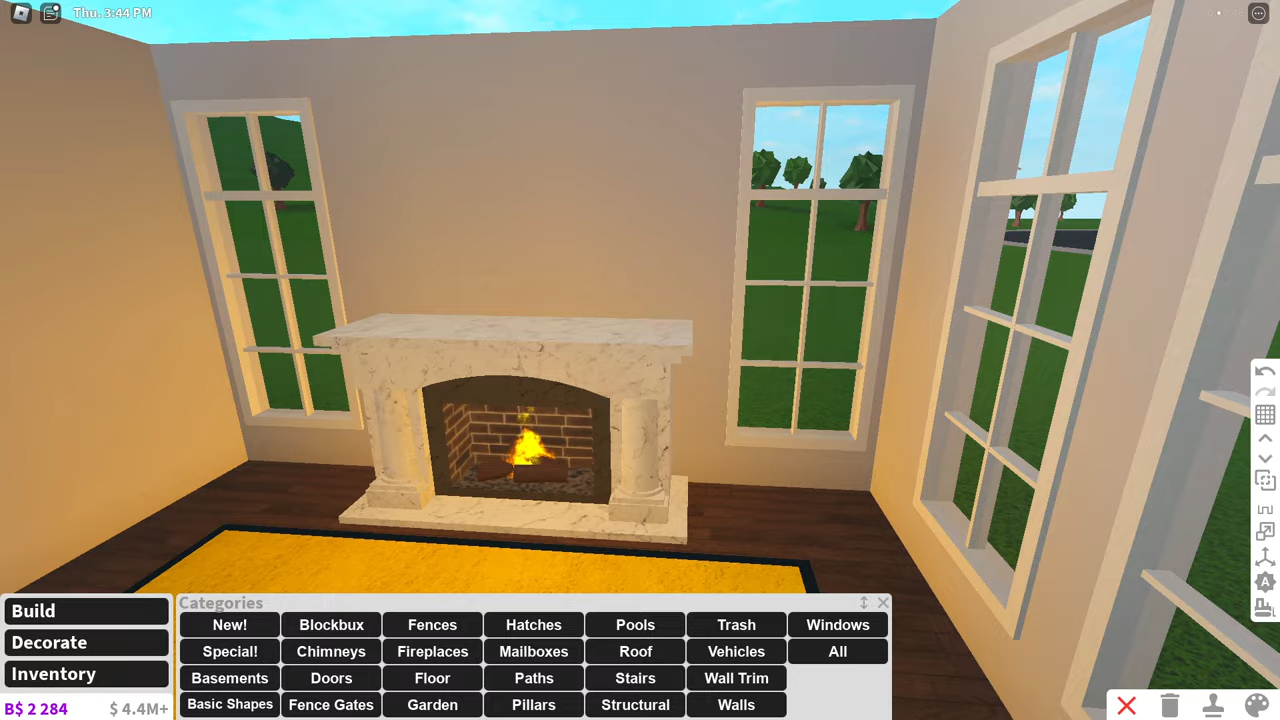 Thu. 3:44 PM
Build
Decorate
Inventory
B$ 2 284 $ 4.4M+
Categories
New! Blockbux Fences Hatches Pools Trash Windows
Special! Chimneys Fireplaces Mailboxes Roof Vehicles All
Basements Doors Floor Paths Stairs Wall Trim
Basic Shapes Fence Gates Garden Pillars Structural Walls
A